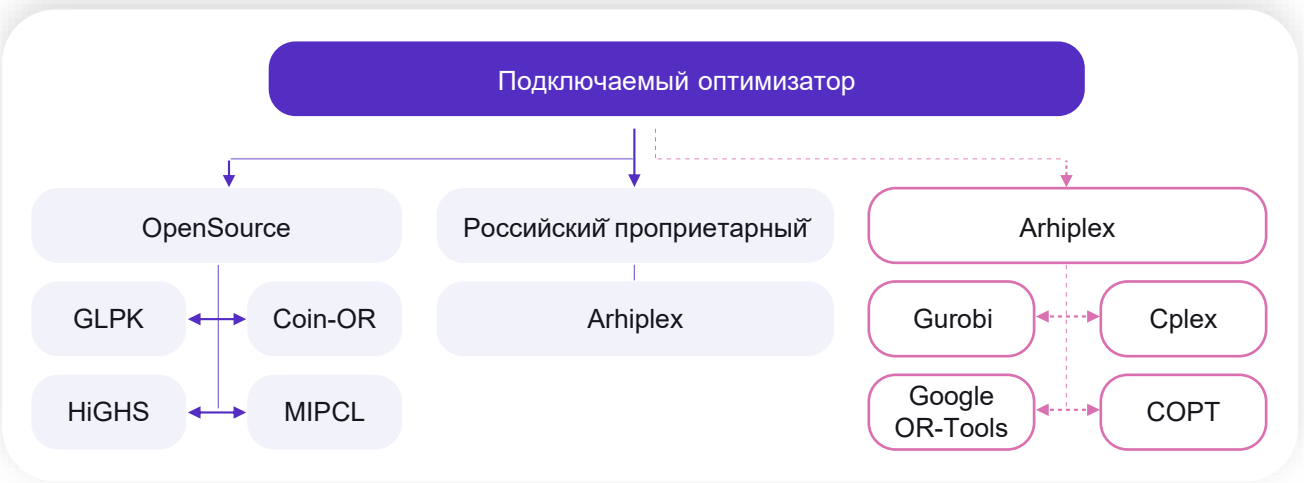 Подключаемый оптимизатор
OpenSource
Российский проприетарный
Arhiplex
GLPK
Coin-OR
Arhiplex
Gurobi
Cplex
HiGHS
MIPCL
Google
OR-Tools
COPT